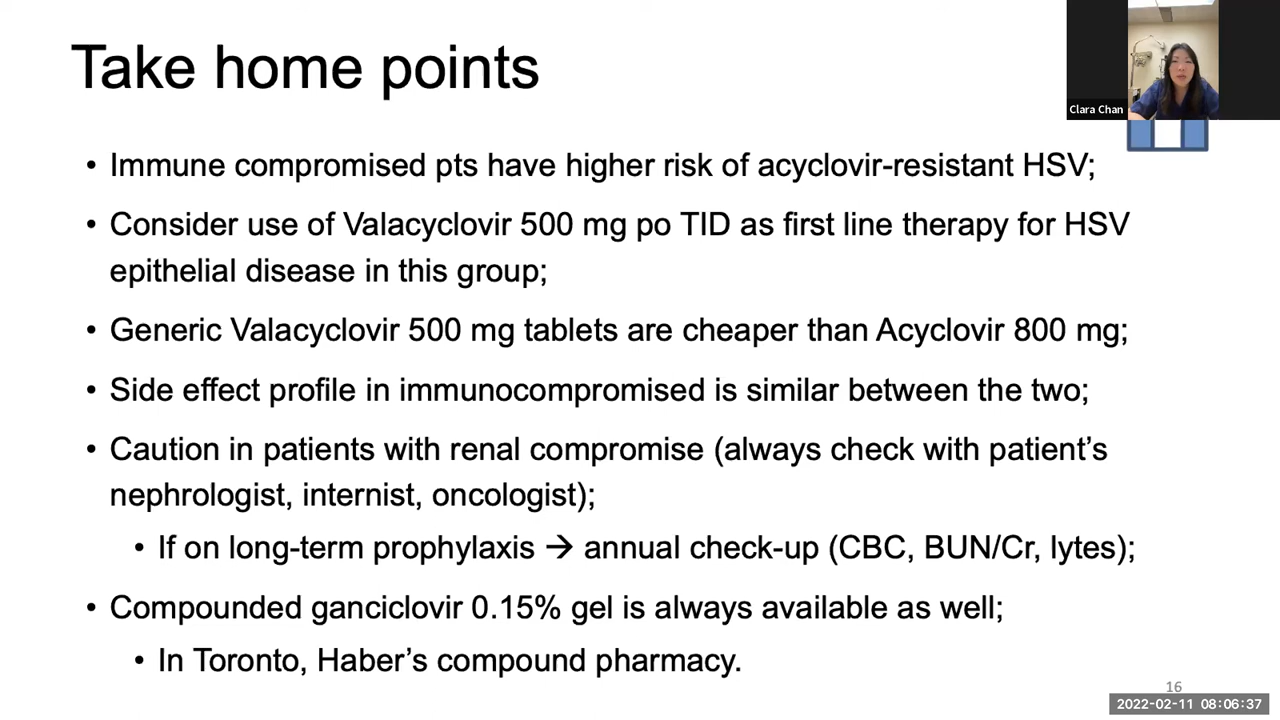 Take home points
Clara Chan
• Immune compromised pts have higher risk of acyclovir-resistant HSV;
• Consider use of Valacyclovir 500 mg po TID as first line therapy for HSV
epithelial disease in this group;
• Generic Valacyclovir 500 mg tablets are cheaper than Acyclovir 800 mg;
• Side effect profile in immunocompromised is similar between the two;
• Caution in patients with renal compromise (always check with patient’s
nephrologist, internist, oncologist);
• If on long-term prophylaxis → annual check-up (CBC, BUN/Cr, lytes);
• Compounded ganciclovir 0.15% gel is always available as well;
• In Toronto, Haber’s compound pharmacy.
16
2022-02-11 08:06:37